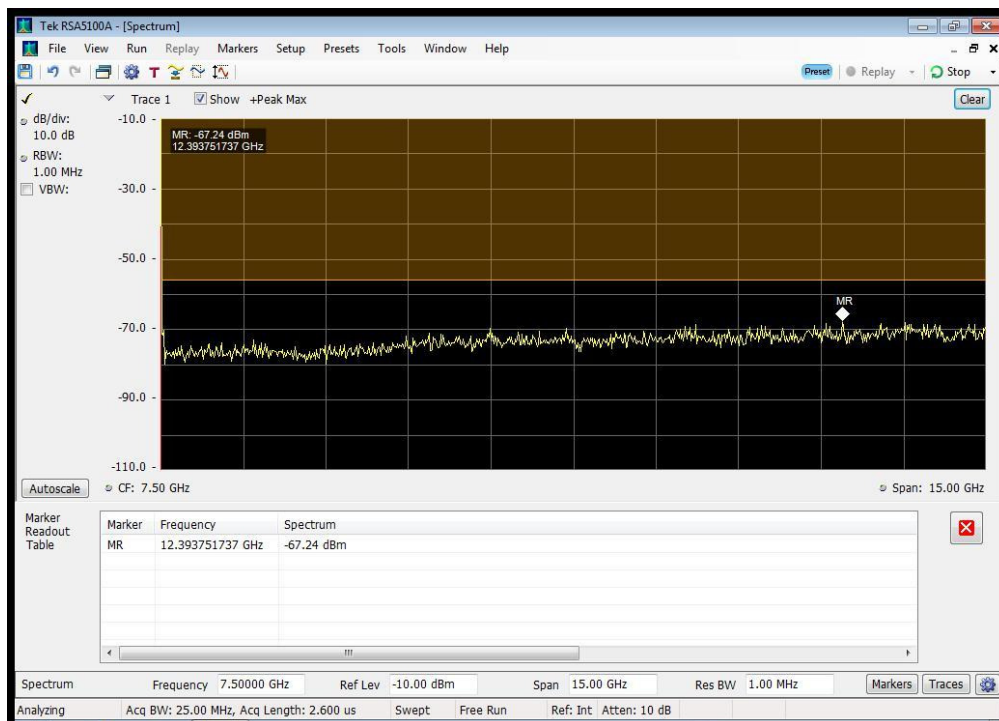 Tek RSA5100A - [Spectrum]
File View Run Replay Markers Setup Presets Tools Window Help
T Preset Replay Stop
Trace 1 Show +Peak Max Clear
dB/div:
10.0 dB
RBW:
1.00 MHz
VBW:
-10.0
-30.0
-50.0
-70.0
-90.0
-110.0
MR: -67.24 dBm
12.393751737 GHz
MR
Autoscale CF: 7.50 GHz Span: 15.00 GHz
Marker
Readout
Table
Marker Frequency Spectrum
MR 12.393751737 GHz -67.24 dBm
Spectrum Frequency 7.50000 GHz Ref Lev -10.00 dBm Span 15.00 GHz Res BW 1.00 MHz Markers Traces
Analyzing Acq BW: 25.00 MHz, Acq Length: 2.600 us Swept Free Run Ref: Int Atten: 10 dB